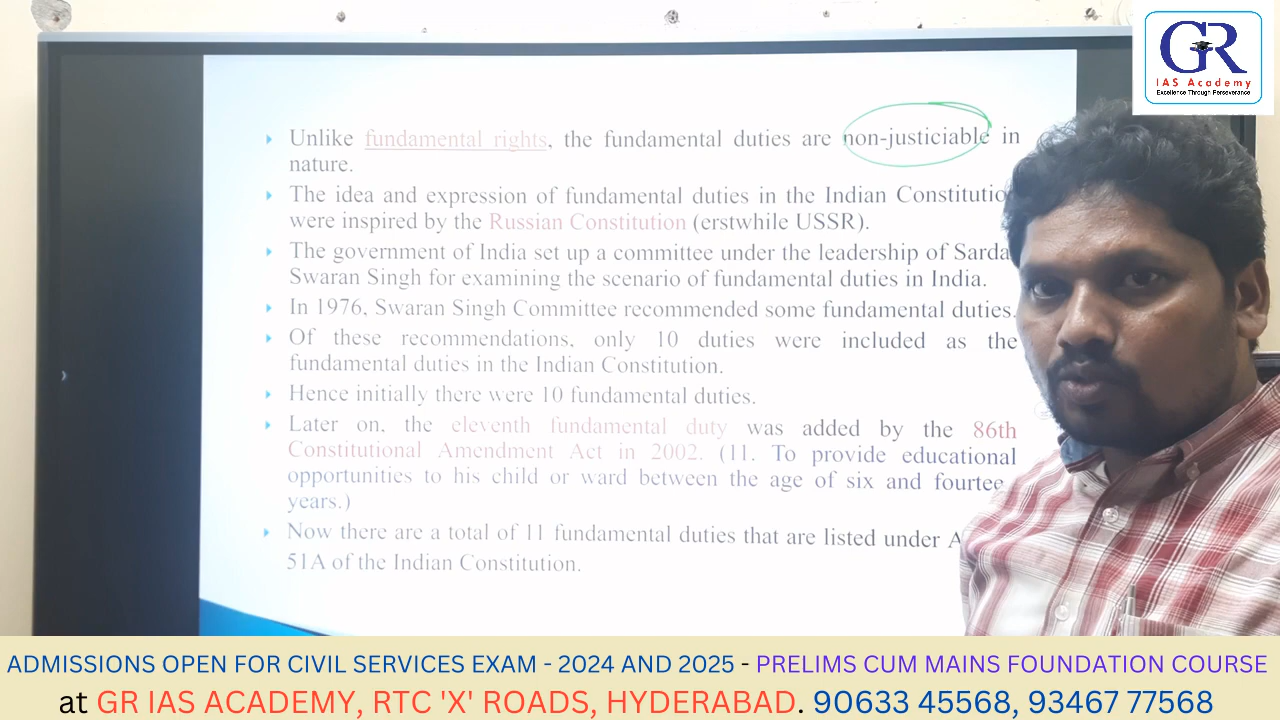 GR
IAS Academy
Excellence Through Perseverance
Unlike fundamental rights, the fundamental duties are non-justiciable in
nature.
The idea and expression of fundamental duties in the Indian Constitutio
were inspired by the Russian Constitution (erstwhile USSR).
The government of India set up a committee under the leadership of Sarda
Swaran Singh for examining the scenario of fundamental duties in India.
In 1976, Swaran Singh Committee recommended some fundamental duties.
Of these recommendations, only 10 duties were included as the
fundamental duties in the Indian Constitution.
Hence initially there were 10 fundamental duties.
Later on, the eleventh fundamental duty was added by the 86th
Constitutional Amendment Act in 2002. (11. To provide educational
opportunities to his child or ward between the age of six and fourtee
years.)
Now there are a total of 11 fundamental duties that are listed under A
51A of the Indian Constitution.
ADMISSIONS OPEN FOR CIVIL SERVICES EXAM - 2024 AND 2025 - PRELIMS CUM MAINS FOUNDATION COURSE
at GR IAS ACADEMY, RTC 'X' ROADS, HYDERABAD. 90633 45568, 93467 77568